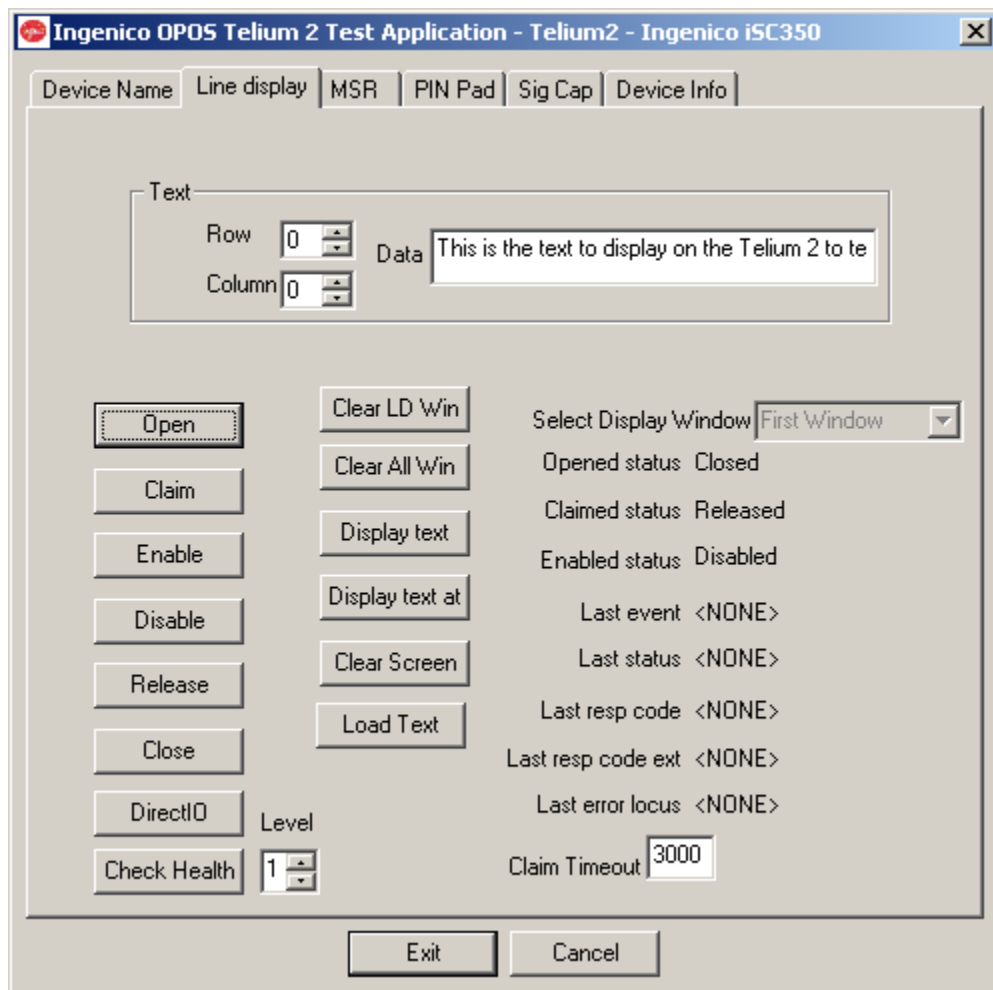 Ingenico OPOS Telium 2 Test Application - Telium2 - Ingenico iSC350
Device Name Line display MSR PIN Pad Sig Cap Device Info
Text
Row 0
Data This is the text to display on the Telium 2 to te
Column 0
Open
Claim
Enable
Disable
Release
Close
DirectIO
Check Health
Level
1
Clear LD Win
Clear All Win
Display text
Display text at
Clear Screen
Load Text
Select Display Window First Window
Opened status Closed
Claimed status Released
Enabled status Disabled
Last event <NONE>
Last status <NONE>
Last resp code <NONE>
Last resp code ext <NONE>
Last error locus <NONE>
Claim Timeout 3000
Exit Cancel